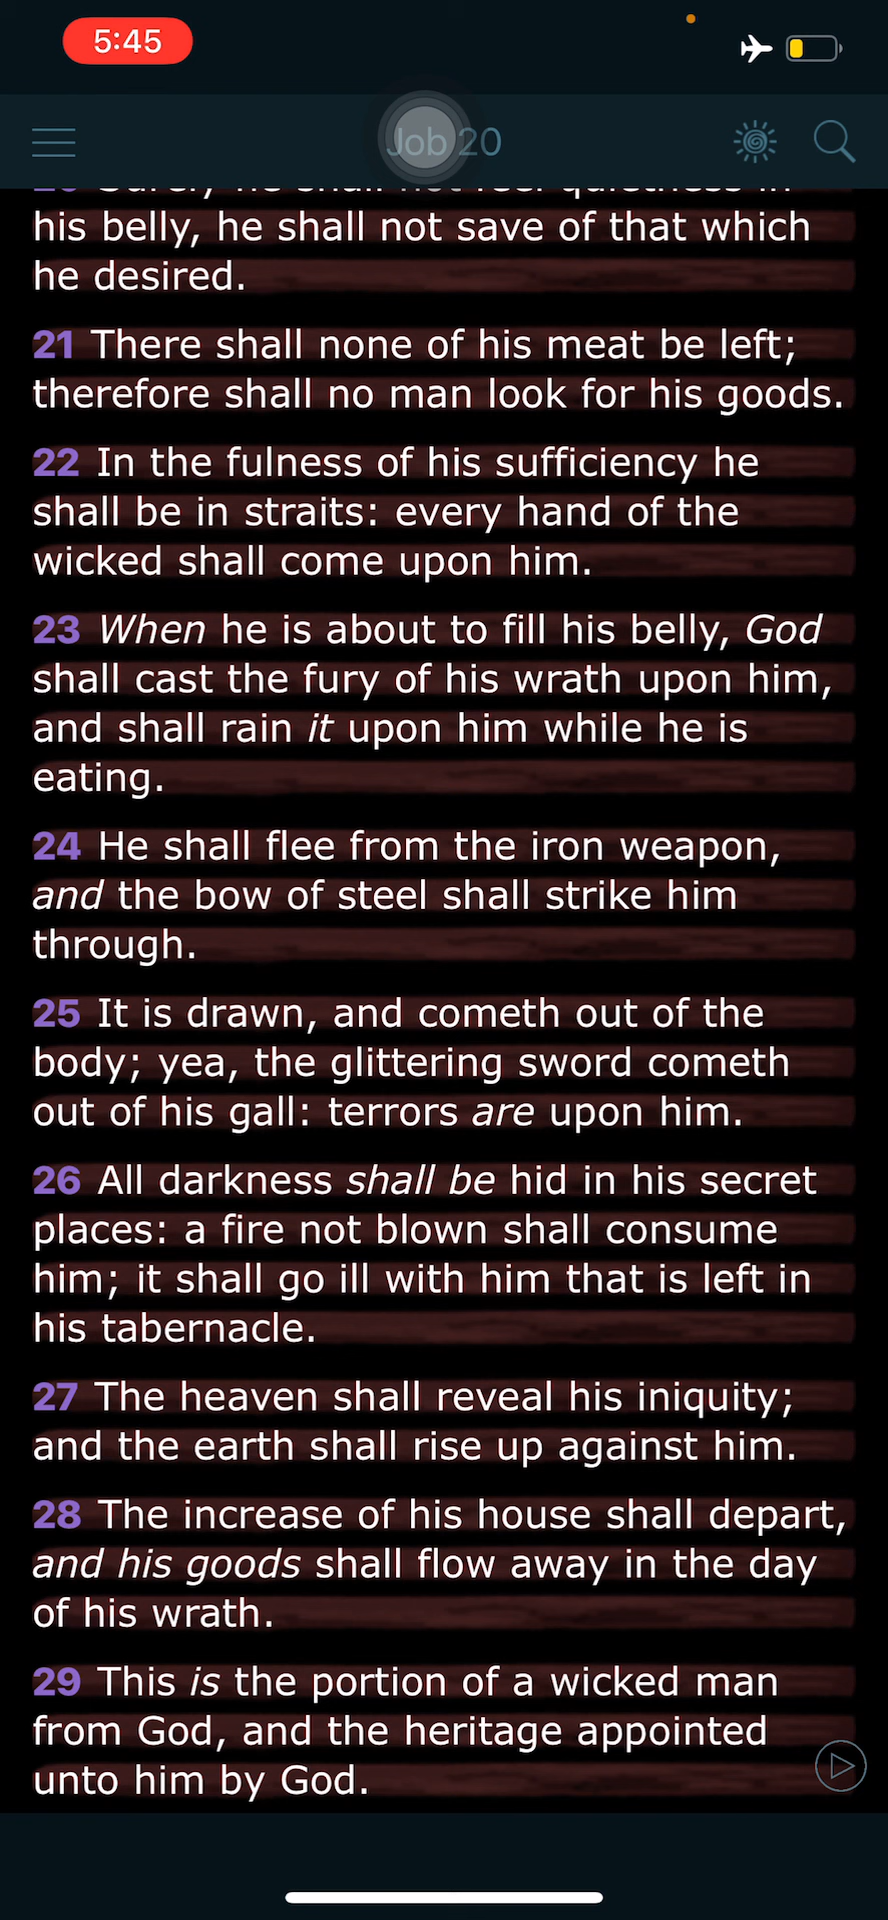 5:45
Job 20
his belly, he shall not save of that which
he desired.
21 There shall none of his meat be left;
therefore shall no man look for his goods.
22 In the fulness of his sufficiency he
shall be in straits: every hand of the
wicked shall come upon him.
23 When he is about to fill his belly, God
shall cast the fury of his wrath upon him,
and shall rain it upon him while he is
eating.
24 He shall flee from the iron weapon,
and the bow of steel shall strike him
through.
25 It is drawn, and cometh out of the
body; yea, the glittering sword cometh
out of his gall: terrors are upon him.
26 All darkness shall be hid in his secret
places: a fire not blown shall consume
him; it shall go ill with him that is left in
his tabernacle.
27 The heaven shall reveal his iniquity;
and the earth shall rise up against him.
28 The increase of his house shall depart,
and his goods shall flow away in the day
of his wrath.
29 This is the portion of a wicked man
from God, and the heritage appointed
unto him by God.